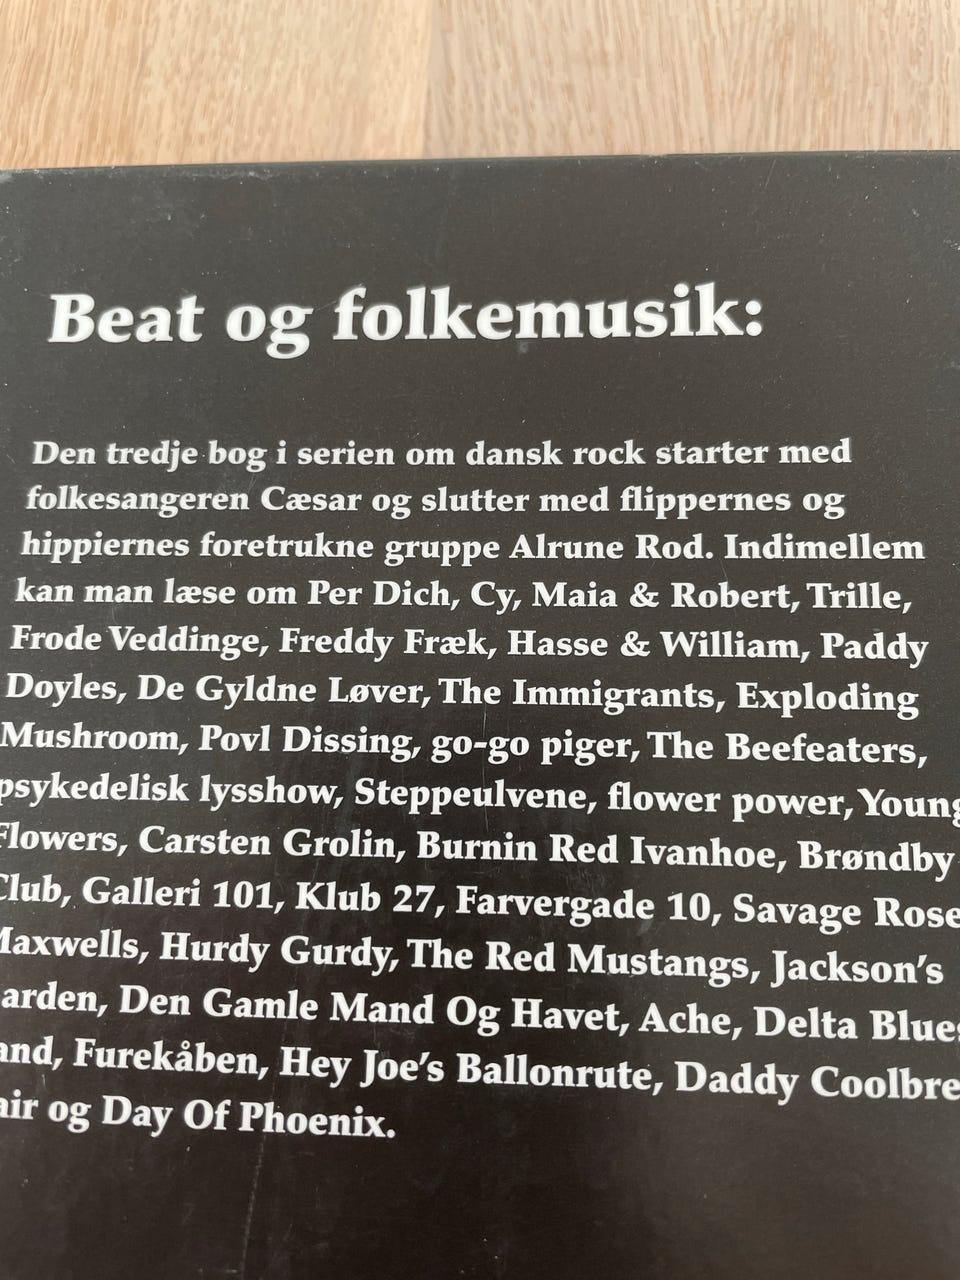 Beat og folkemusik:
Den tredje bog i serien om dansk rock starter med
folkesangeren Cæsar og slutter med flippernes og
hippiernes foretrukne gruppe Alrune Rod. Indimellem
kan man læse om Per Dich, Cy, Maia & Robert, Trille,
Frode Veddinge, Freddy Fræk, Hasse & William, Paddy
Doyles, De Gyldne Løver, The Immigrants, Exploding
Mushroom, Povl Dissing, go-go piger, The Beefeaters,
psykedelisk lysshow, Steppeulvene, flower power, Young
Flowers, Carsten Grolin, Burnin Red Ivanhoe, Brøndby
Club, Galleri 101, Klub 27, Farvergade 10, Savage Rose
Maxwells, Hurdy Gurdy, The Red Mustangs, Jackson's
arden, Den Gamle Mand Og Havet, Ache, Delta Blues
and, Furekåben, Hey Joe's Ballonrute, Daddy Coolbre
air og Day Of Phoenix.